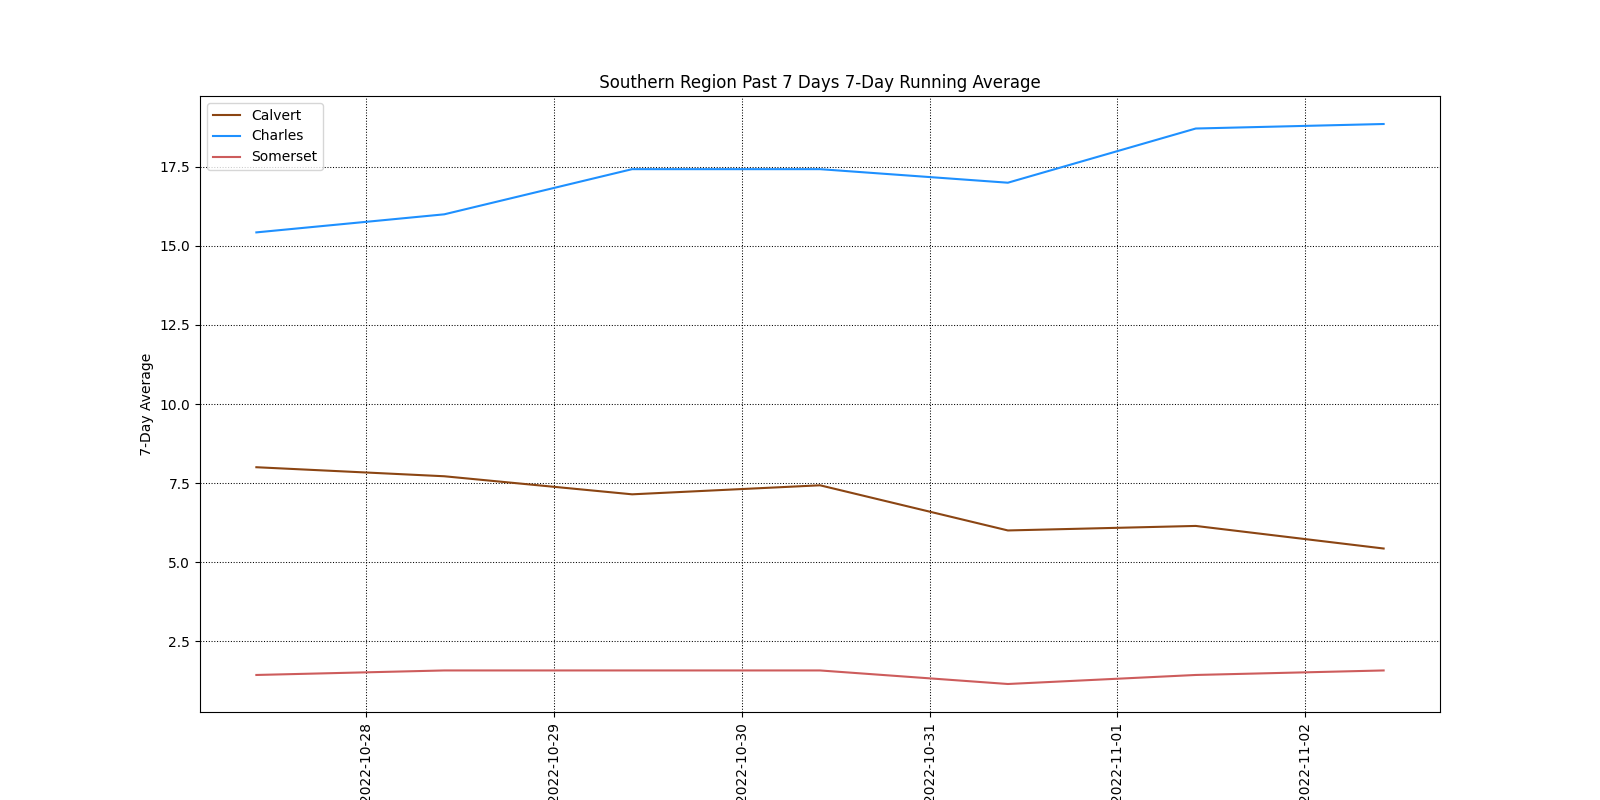 Southern Region Past 7 Days 7-Day Running Average
Calvert
Charles
Somerset
17.5
15.0
12.5
10.0
7.5
5.0
2.5
7-Day Average
2022-10-28
2022-10-29
2022-10-30
2022-10-31
2022-11-01
2022-11-02